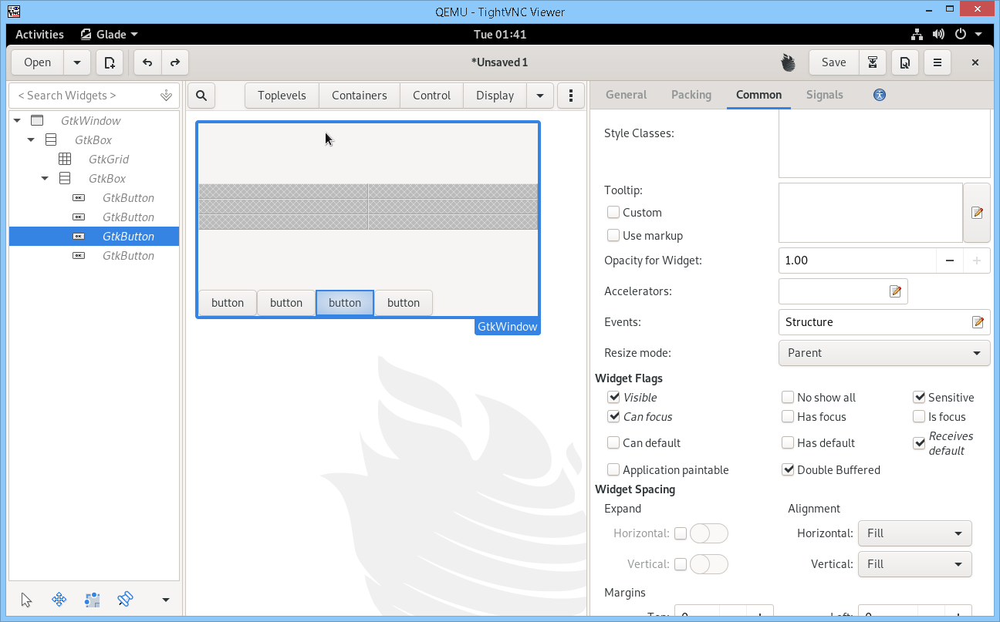 QEMU - TightVNC Viewer
Activities Glade Tue 01:41
Open *Unsaved 1 Save
< Search Widgets > Toplevels Containers Control Display General Packing Common Signals
GtkWindow
GtkBox
GtkGrid
GtkBox
GtkButton
GtkButton
GtkButton
GtkButton
button button button button
GtkWindow
Style Classes:
Tooltip:
Custom
Use markup
Opacity for Widget: 1.00
Accelerators:
Events: Structure
Resize mode: Parent
Widget Flags
Visible No show all Sensitive
Can focus Has focus Is focus
Can default Has default Receives
default
Application paintable Double Buffered
Widget Spacing
Expand Alignment
Horizontal: Horizontal: Fill
Vertical: Vertical: Fill
Margins